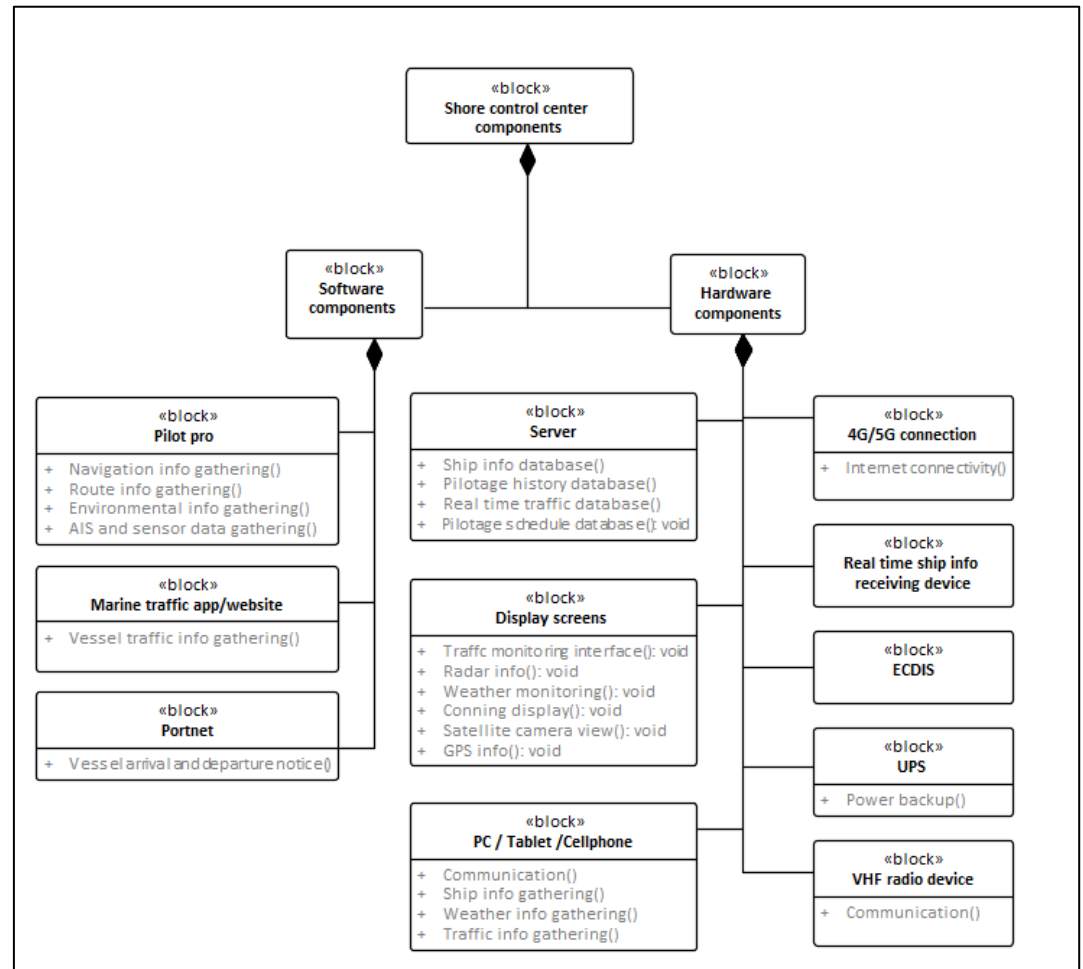 «block»
Shore control center
components
«block»
Software
components
«block»
Hardware
components
«block»
Pilot pro
+ Navigation info gathering()
+ Route info gathering()
+ Environmental info gathering()
+ AIS and sensor data gathering()
«block»
Marine traffic app/website
+ Vessel traffic info gathering()
«block»
Portnet
+ Vessel arrival and departure notice()
«block»
Server
+ Ship info database()
+ Pilotage history database()
+ Real time traffic database()
+ Pilotage schedule database(): void
«block»
Display screens
+ Traffc monitoring interface(): void
+ Radar info(): void
+ Weather monitoring(): void
+ Conning display(): void
+ Satellite camera view(): void
+ GPS info(): void
«block»
PC / Tablet /Cellphone
+ Communication()
+ Ship info gathering()
+ Weather info gathering()
+ Traffic info gathering()
«block»
4G/5G connection
+ Internet connectivity()
«block»
Real time ship info
receiving device
«block»
ECDIS
«block»
UPS
+ Power backup()
«block»
VHF radio device
+ Communication()